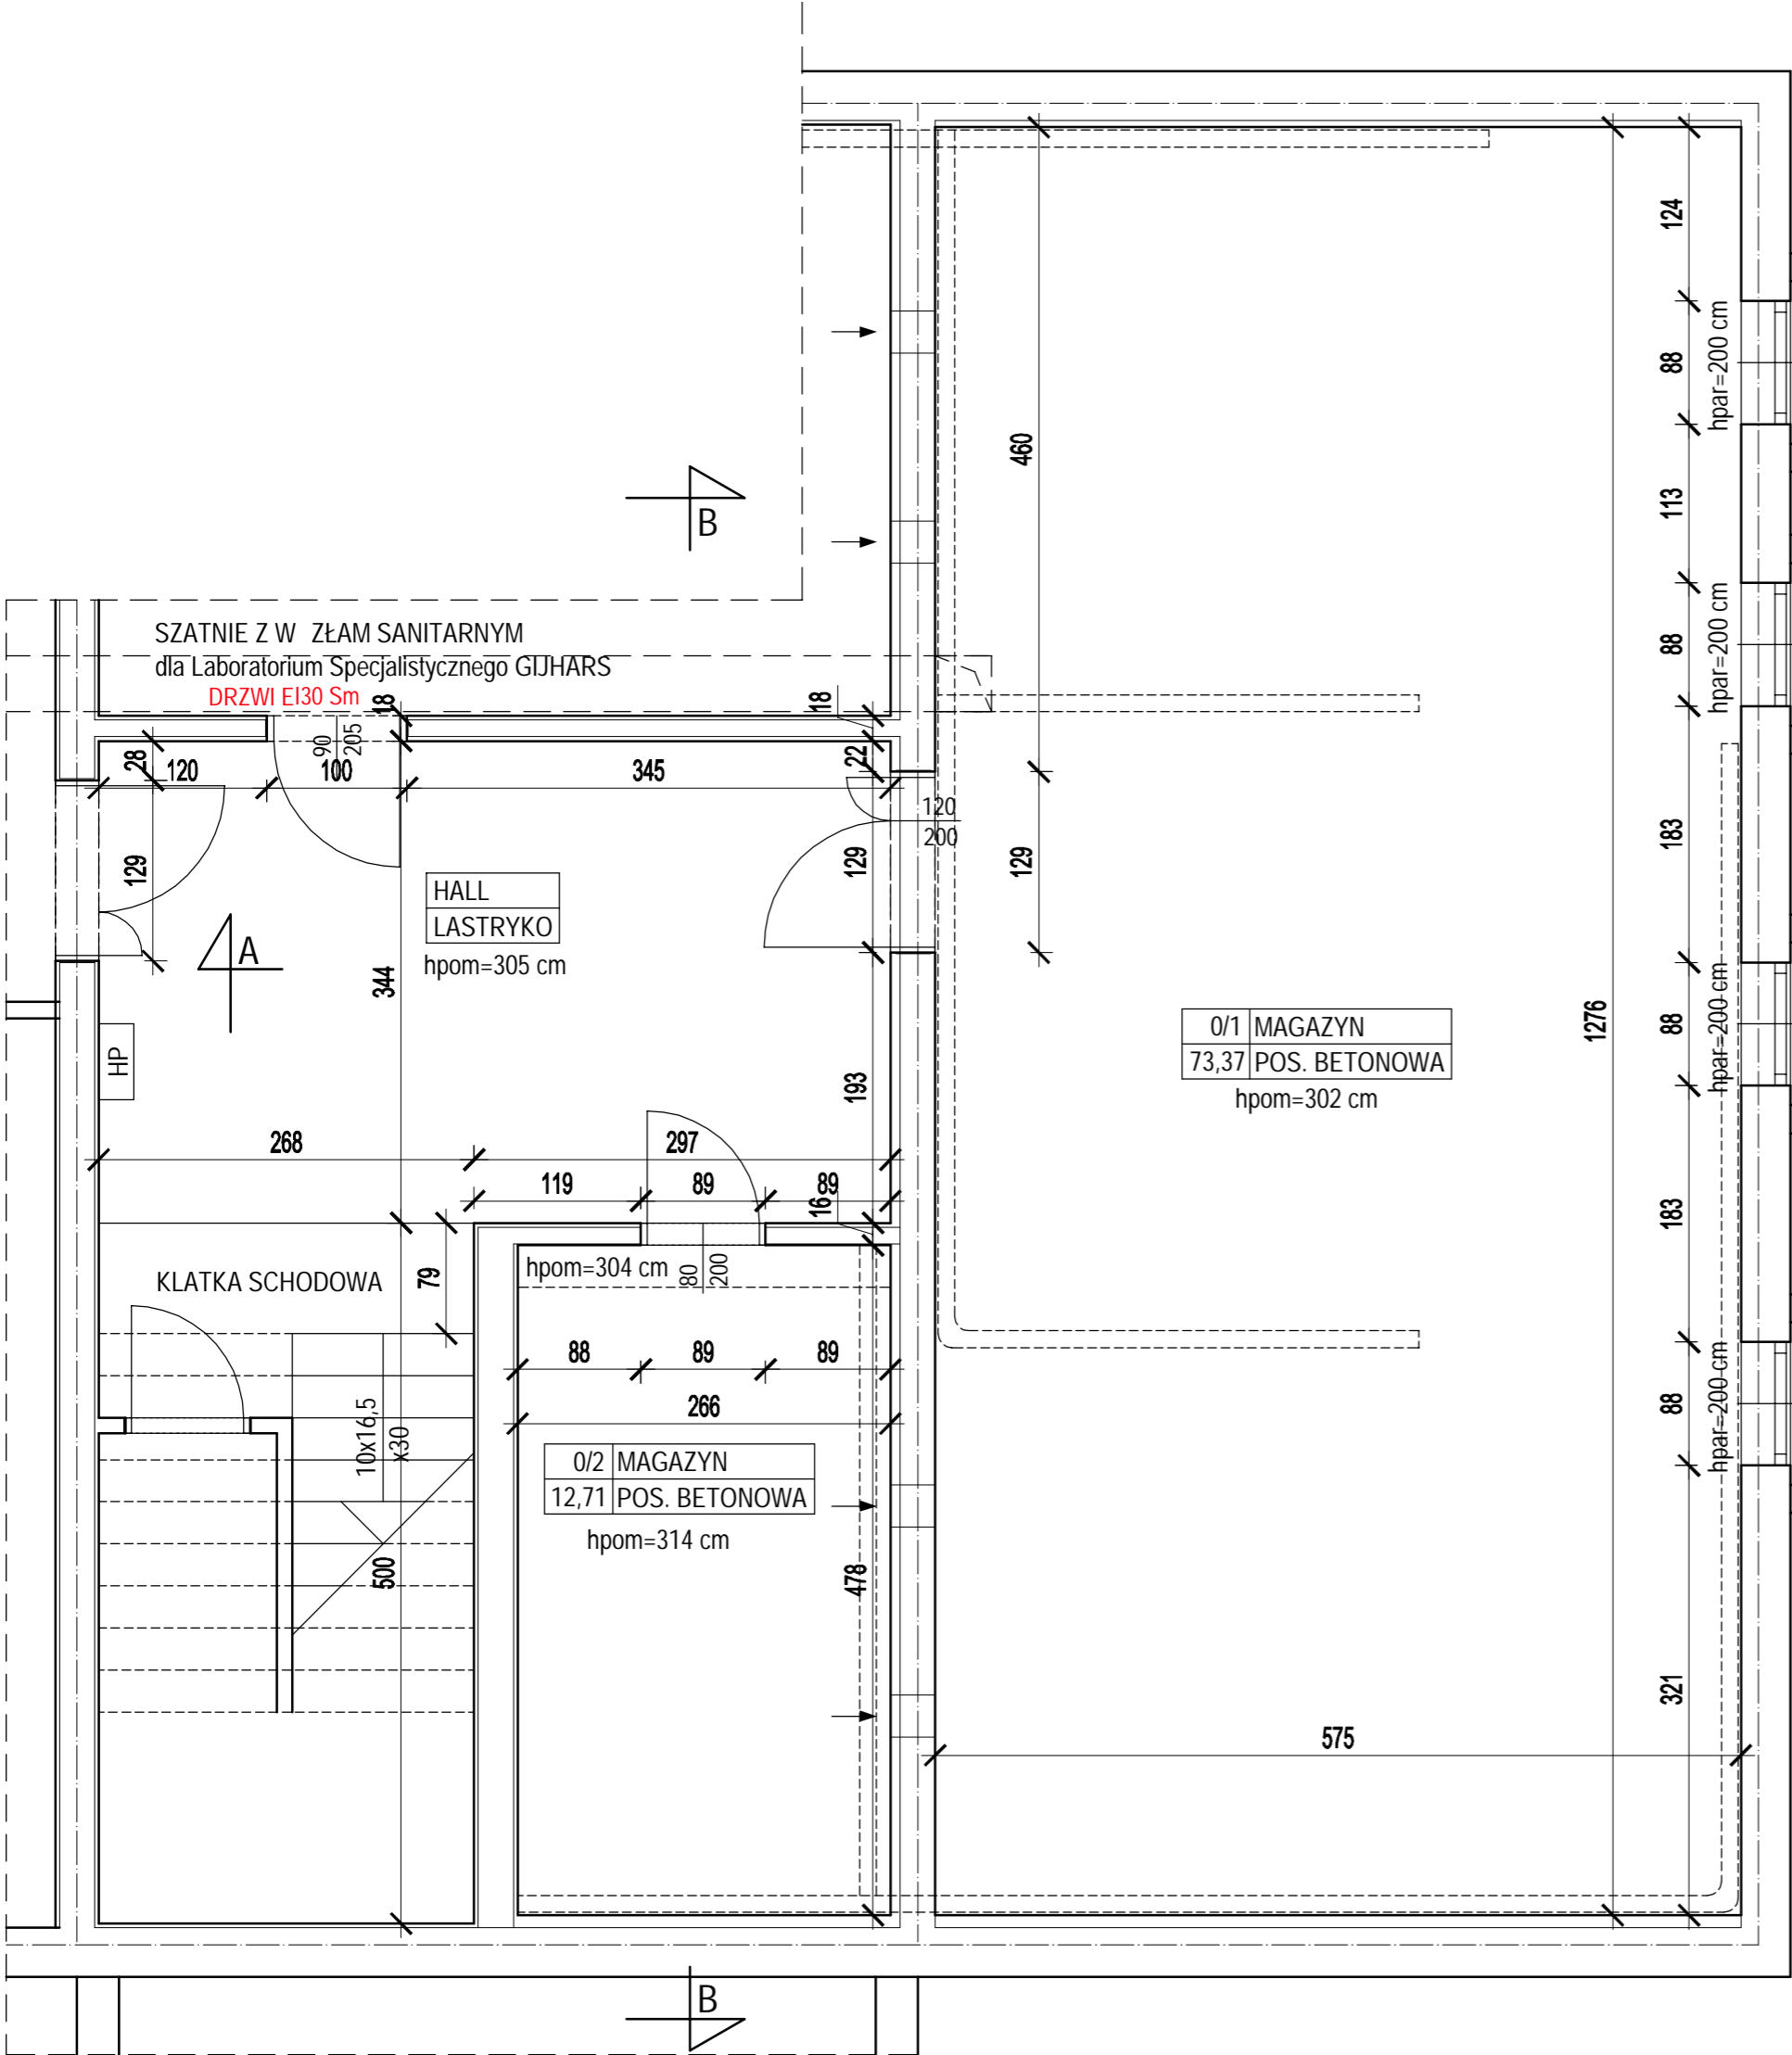 B
SZATNIE Z W ZŁAM SANITARNYM
dla Laboratorium Specjalistycznego GIJHARS
DRZWI EI30 Sm
18
18
90
205
28
120
100
345
22
120
200
129
129
129
HALL
LASTRYKO
hpom=305 cm
A
344
HP
193
268
297
119
89
89
16
KLATKA SCHODOWA
79
hpom=304 cm
80
200
88
89
89
266
10x16,5
x30
0/2 MAGAZYN
12,71 POS. BETONOWA
hpom=314 cm
500
478
460
0/1 MAGAZYN
73,37 POS. BETONOWA
hpom=302 cm
1276
575
124
88
hpar=200 cm
113
88
hpar=200 cm
183
88
hpar=200 cm
183
88
hpar=200 cm
321
B